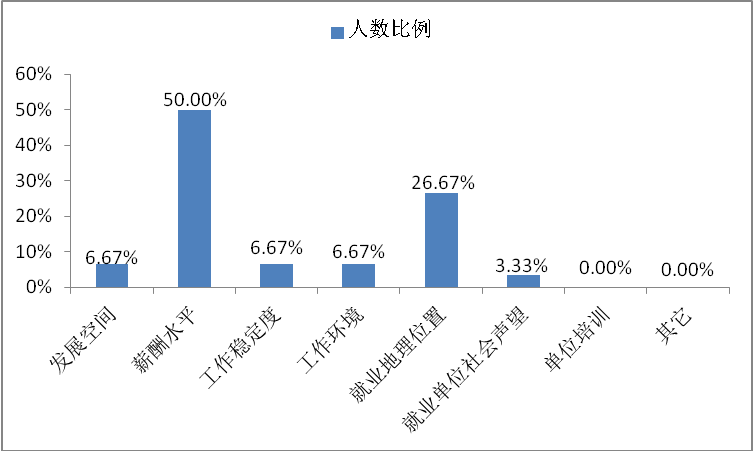 人数比例
60%
50%
40%
30%
20%
10%
0%
6.67%
50.00%
6.67%
6.67%
26.67%
3.33%
0.00%
0.00%
发展空间
薪酬水平
工作稳定度
工作环境
就业地理位置
就业单位社会声望
单位培训
其它